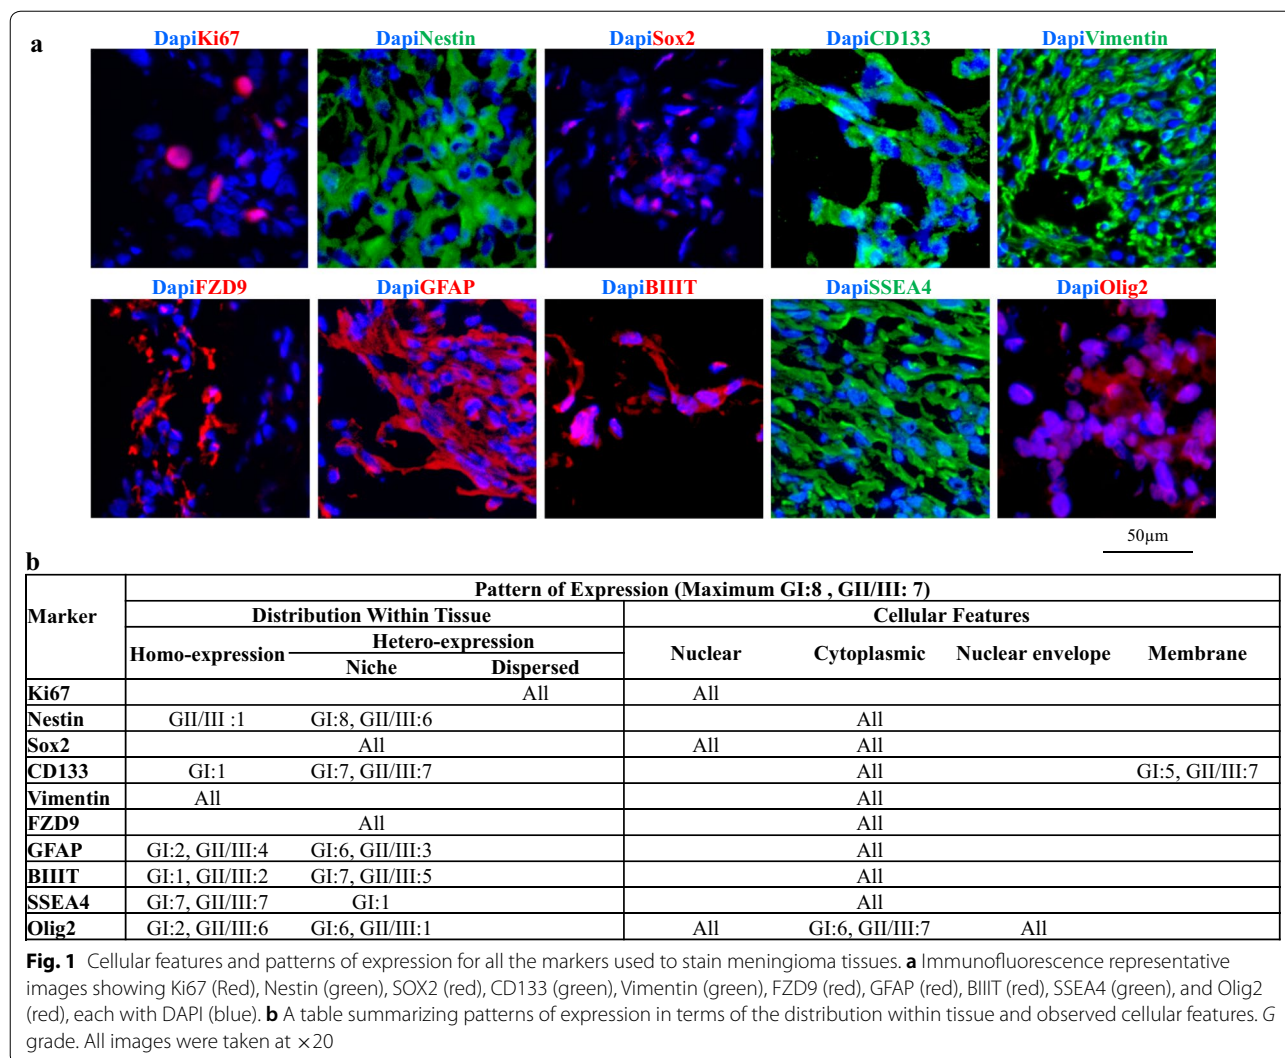 a
DapiKi67 DapiNestin DapiSox2 DapiCD133 DapiVimentin
DapiFZD9 DapiGFAP DapiBIIIT DapiSSEA4 DapiOlig2
50µm
b
Marker Pattern of Expression (Maximum GI:8 , GII/III: 7)
Distribution Within Tissue Cellular Features
Homo-expression Hetero-expression Nuclear Cytoplasmic Nuclear envelope Membrane
Niche Dispersed
Ki67 All All
Nestin GII/III :1 GI:8, GII/III:6 All
Sox2 All All All
CD133 GI:1 GI:7, GII/III:7 All GI:5, GII/III:7
Vimentin All All
FZD9 All All
GFAP GI:2, GII/III:4 GI:6, GII/III:3 All
BIIIT GI:1, GII/III:2 GI:7, GII/III:5 All
SSEA4 GI:7, GII/III:7 GI:1 All
Olig2 GI:2, GII/III:6 GI:6, GII/III:1 All GI:6, GII/III:7 All
Fig. 1 Cellular features and patterns of expression for all the markers used to stain meningioma tissues. a Immunofluorescence representative
images showing Ki67 (Red), Nestin (green), SOX2 (red), CD133 (green), Vimentin (green), FZD9 (red), GFAP (red), BIIIT (red), SSEA4 (green), and Olig2
(red), each with DAPI (blue). b A table summarizing patterns of expression in terms of the distribution within tissue and observed cellular features. G
grade. All images were taken at ×20